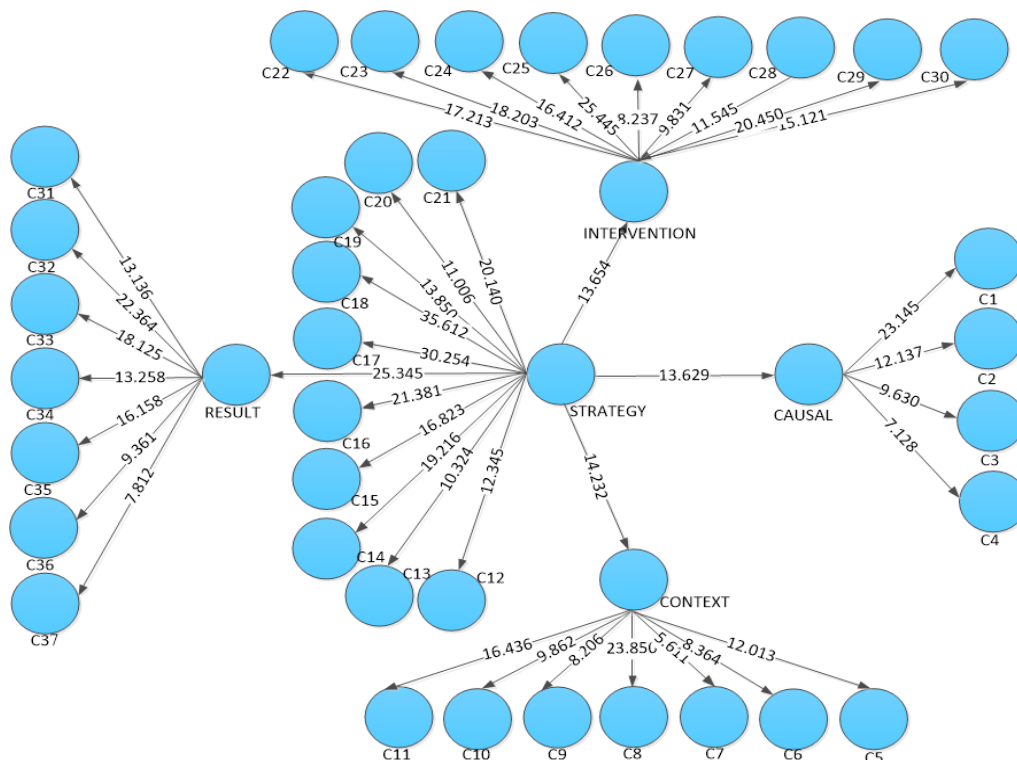 C22
C23
C24
C25
C26
C27
C28
C29
C30
17.213
18.203
16.412
25.445
8.237
9.831
11.545
20.450
15.121
INTERVENTION
C31
C32
C33
C34
C35
C36
C37
13.136
22.364
18.125
13.258
16.158
9.361
7.812
RESULT
25.345
C21
C20
C19
C18
C17
C16
C15
C14
C13
C12
20.140
11.006
13.850
35.612
30.254
21.381
16.823
19.216
10.324
12.345
STRATEGY
13.654
13.629
14.232
CAUSAL
23.145
12.137
9.630
7.128
C1
C2
C3
C4
CONTEXT
16.436
9.862
8.206
23.850
5.611
8.364
12.013
C11
C10
C9
C8
C7
C6
C5